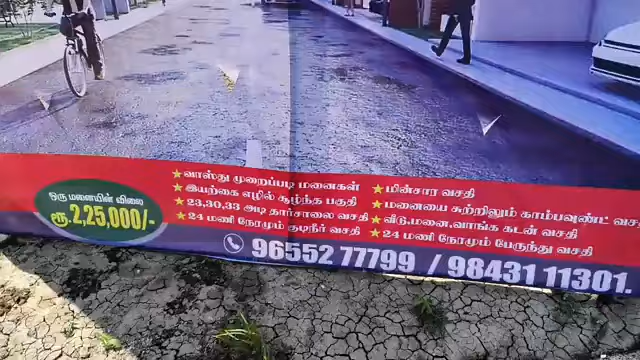 ஒரு மனையின் விலை
ரூ.2,25,000/-
★வாஸ்து முறைப்படி மனைகள்
★இயற்கை எழில் சூழ்ந்த பகுதி
★23,30,33 அடி தார்சாலை வசதி
★24 மணி நேரமும் குடிநீர் வசதி
★மின்சார வசதி
★மனையை சுற்றிலும் காம்பவுண்ட்
★வீடு,மனை,வாங்க கடன் வசதி
★24 மணி நேரமும் பேருந்து வசதி
96552 77799 / 98431 11301.